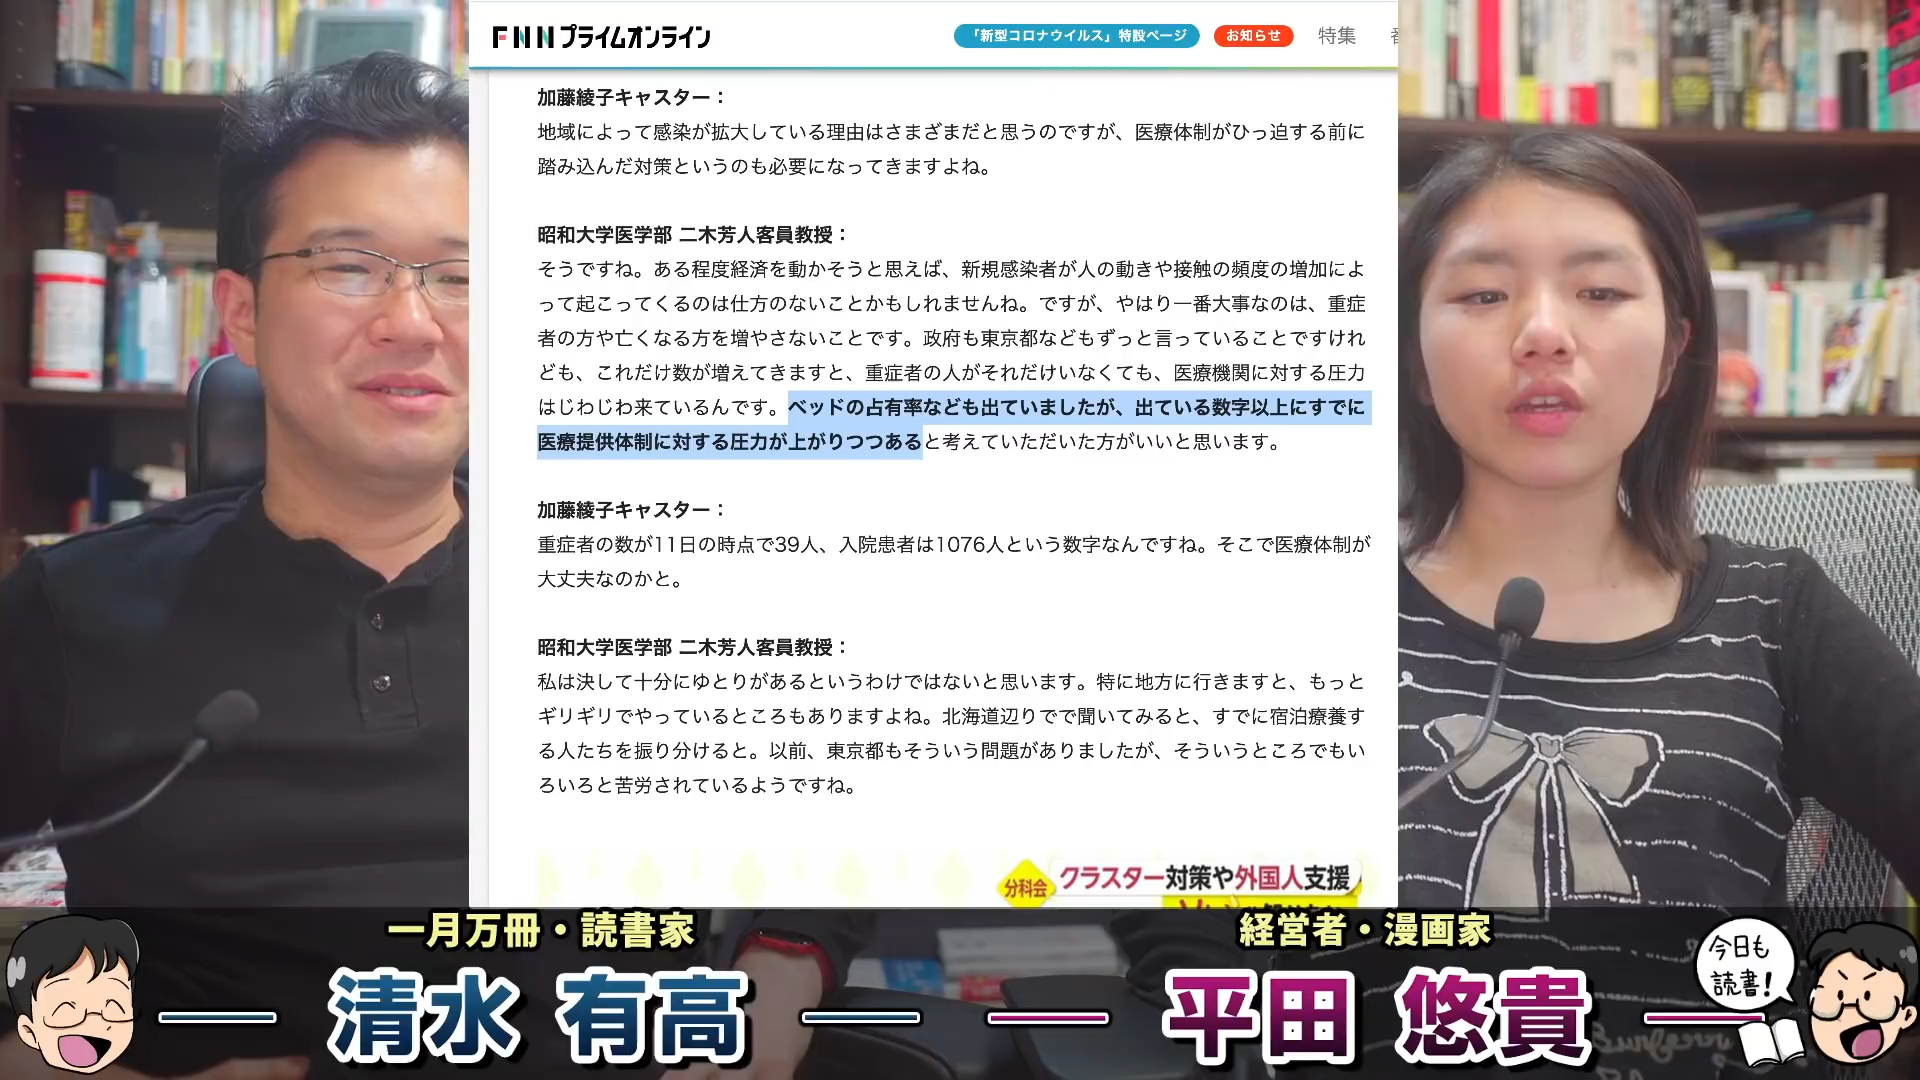 FNNプライムオンライン
「新型コロナウイルス」特設ページ
お知らせ
特集
加藤綾子キャスター：
地域によって感染が拡大している理由はさまざまだと思うのですが、医療体制がひっ迫する前に
踏み込んだ対策というのも必要になってきますよね。
昭和大学医学部 二木芳人客員教授：
そうですね。ある程度経済を動かそうと思えば、新規感染者が人の動きや接触の頻度の増加によ
って起こってくるのは仕方のないことかもしれませんね。ですが、やはり一番大事なのは、重症
者の方や亡くなる方を増やさないことです。政府も東京都などもずっと言っていることですけれ
ども、これだけ数が増えてきますと、重症者の人がそれだけいなくても、医療機関に対する圧力
はじわじわ来ているんです。ベッドの占有率なども出ていましたが、出ている数字以上にすでに
医療提供体制に対する圧力が上がりつつあると考えていただいた方がいいと思います。
加藤綾子キャスター：
重症者の数が11日の時点で39人、入院患者は1076人という数字なんですね。そこで医療体制が
大丈夫なのかと。
昭和大学医学部 二木芳人客員教授：
私は決して十分にゆとりがあるというわけではないと思います。特に地方に行きますと、もっと
ギリギリでやっているところもありますよね。北海道辺りでで聞いてみると、すでに宿泊療養す
る人たちを振り分けると。以前、東京都もそういう問題がありましたが、そういうところでもい
ろいろと苦労されているようですね。
分科会
クラスター対策や外国人支援
一月万冊・読書家
清水 有高
経営者・漫画家
平田 悠貴
今日も
読書！